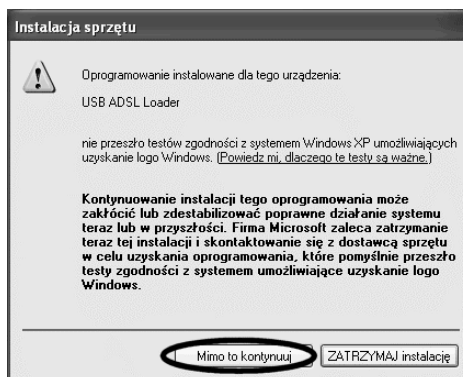 Instalacja sprzętu
Oprogramowanie instalowane dla tego urządzenia:
USB ADSL Loader
nie przeszło testów zgodności z systemem Windows XP umożliwiających
uzyskanie logo Windows. (Powiedz mi, dlaczego te testy są ważne.)
Kontynuowanie instalacji tego oprogramowania może
zakłócić lub zdestabilizować poprawne działanie systemu
teraz lub w przyszłości. Firma Microsoft zaleca zatrzymanie
teraz tej instalacji i skontaktowanie się z dostawcą sprzętu
w celu uzyskania oprogramowania, które pomyślnie przeszło
testy zgodności z systemem umożliwiające uzyskanie logo
Windows.
Mimo to kontynuuj ZATRZYMAJ instalację